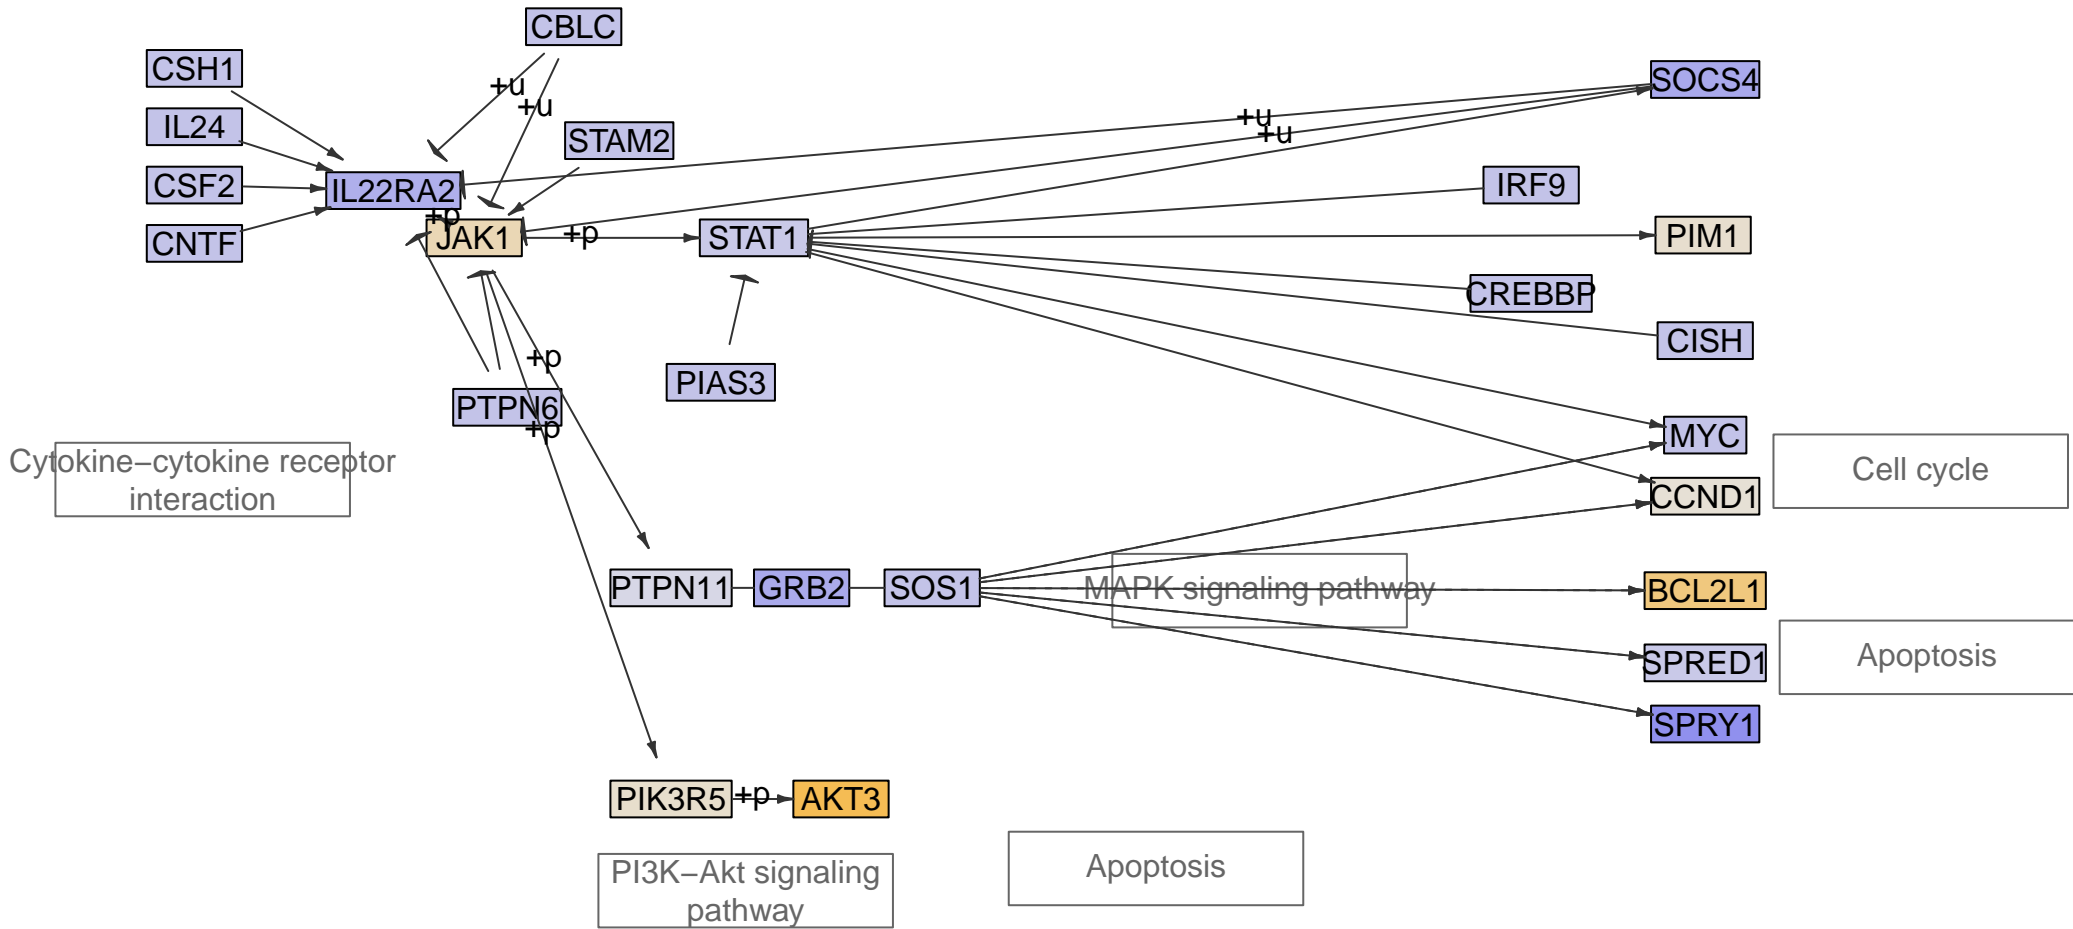 CBLC
CSH1
SOCS4
+u
+u
+u
IL24
+u
STAM2
CSF2
IL22RA2
IRF9
+p
CNTF
JAK1
+p
STAT1
PIM1
CREBBP
CISH
+p
PIAS3
PTPN6
+p
MYC
Cytokine−cytokine receptor
interaction
Cell cycle
CCND1
PTPN11
GRB2
SOS1
MAPK signaling pathway
BCL2L1
SPRED1
Apoptosis
SPRY1
PIK3R5
+p
AKT3
PI3K−Akt signaling
pathway
Apoptosis